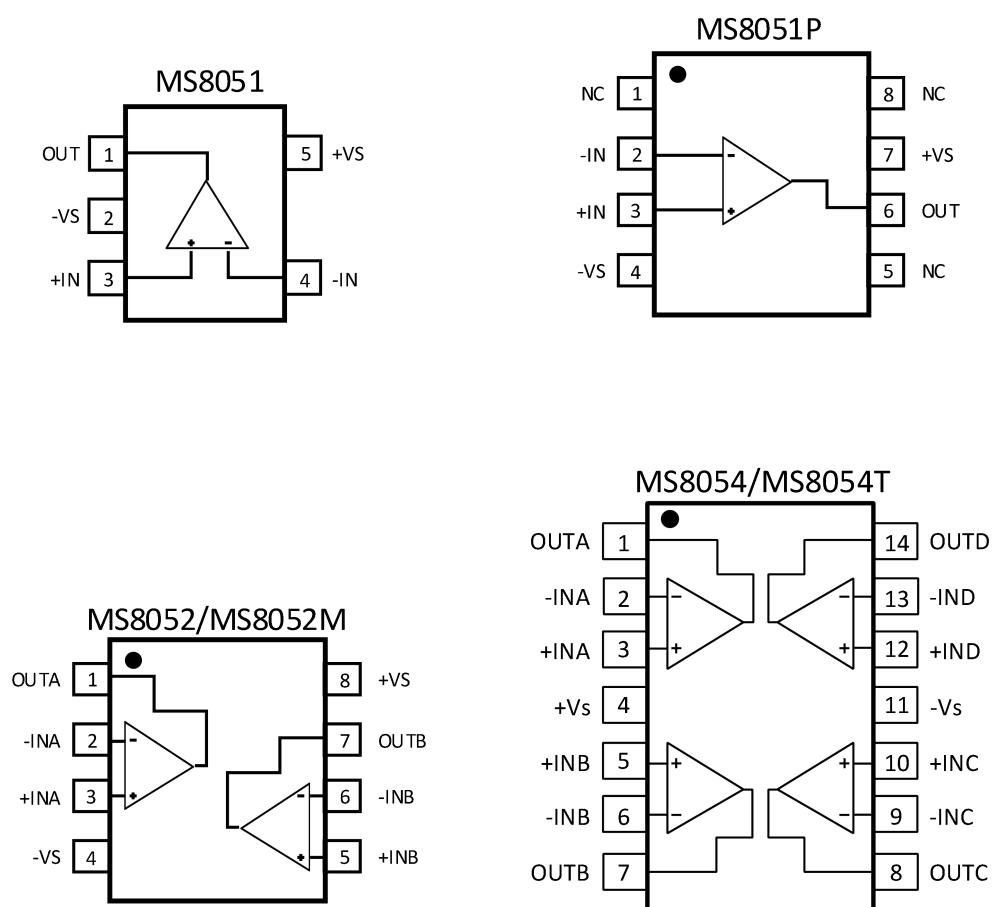 MS8051
OUT 1 5 +VS
-VS 2
+IN 3 4 -IN
+ -
MS8051P
NC 1 8 NC
-IN 2 - 7 +VS
+IN 3 + 6 OUT
-VS 4 5 NC
MS8052/MS8052M
OUTA 1 8 +VS
-INA 2 - 7 OUTB
+INA 3 + - 6 -INB
-VS 4 + 5 +INB
MS8054/MS8054T
OUTA 1 14 OUTD
-INA 2 − − 13 -IND
+INA 3 + + 12 +IND
+Vs 4 11 -Vs
+INB 5 + + 10 +INC
-INB 6 − − 9 -INC
OUTB 7 8 OUTC